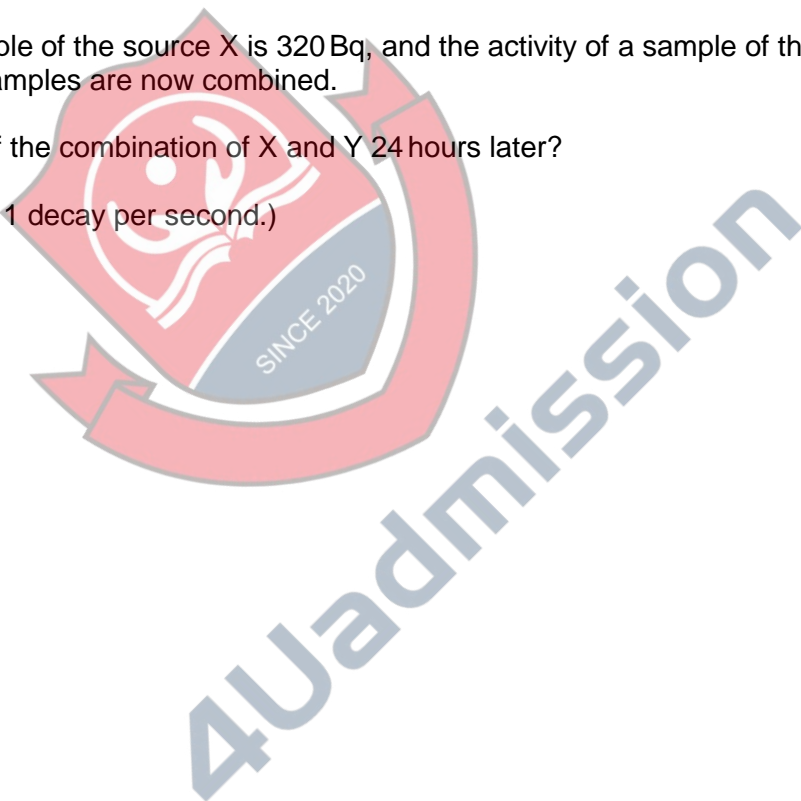 ole of the source X is 320 Bq, and the activity of a sample of th
amples are now combined.
f the combination of X and Y 24 hours later?
1 decay per second.)
SINCE 2020
4Uadmission